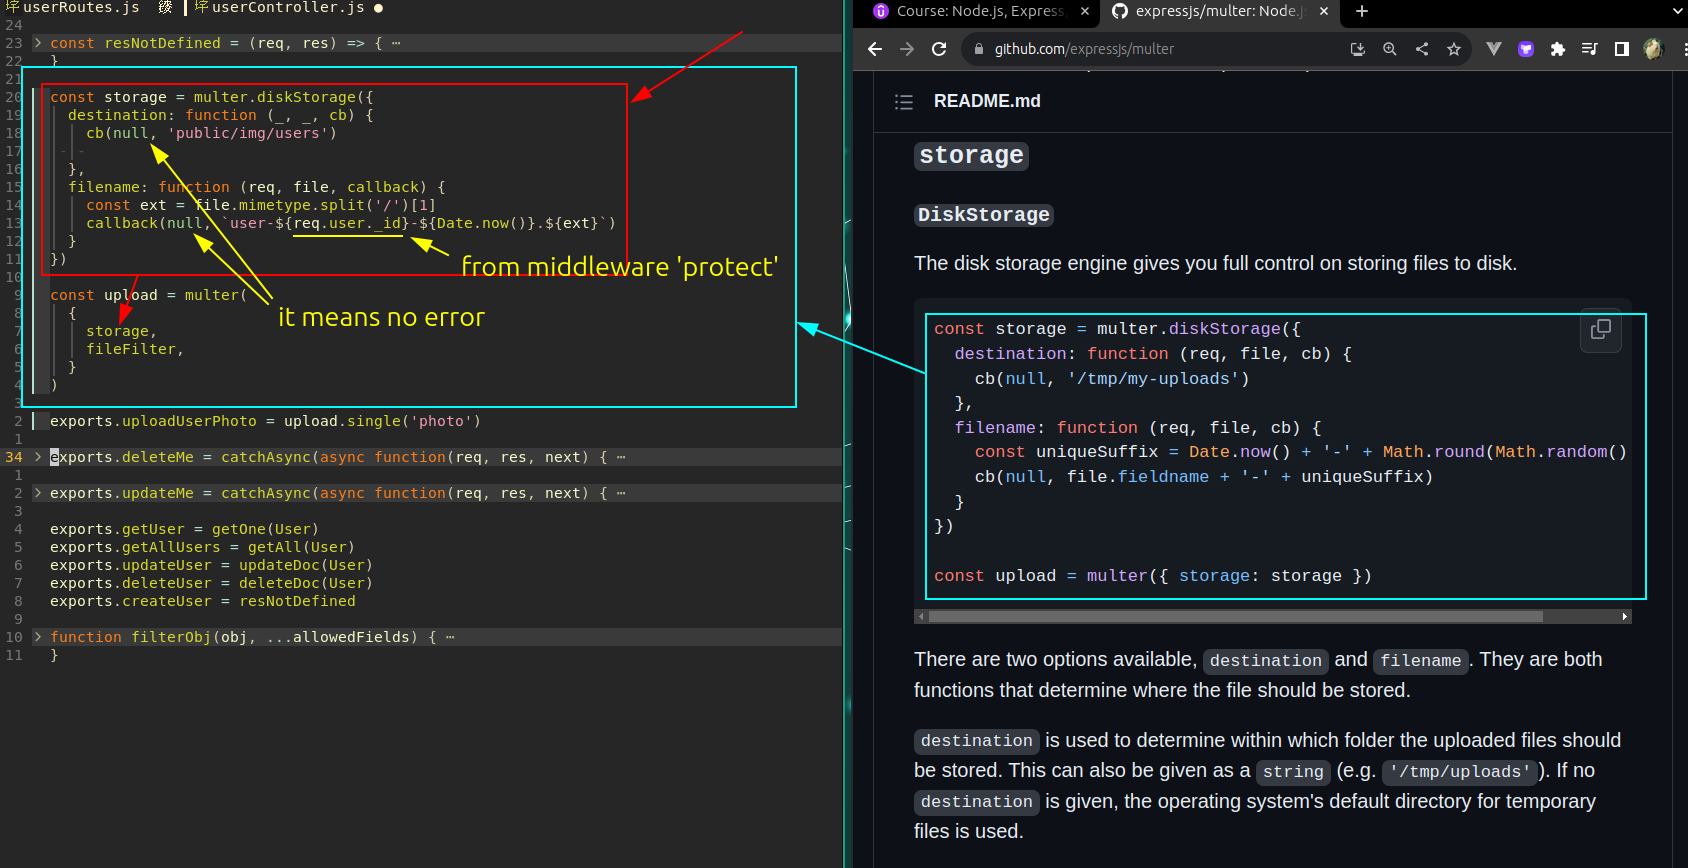 userRoutes.js
userController.js ●
24
23 > const resNotDefined = (req, res) => { ⋯
22 }
21
20 const storage = multer.diskStorage({
19 destination: function (_, _, cb) {
18 cb(null, 'public/img/users')
17
16 },
15 filename: function (req, file, callback) {
14 const ext = file.mimetype.split('/')[1]
13 callback(null, `user-${req.user._id}-${Date.now()}.${ext}`)
12 }
11 })
from middleware 'protect'
10
9 const upload = multer(
8 {
it means no error
7 storage,
6 fileFilter,
5 }
4 )
3
2 exports.uploadUserPhoto = upload.single('photo')
1
34 > exports.deleteMe = catchAsync(async function(req, res, next) { ⋯
1
2 > exports.updateMe = catchAsync(async function(req, res, next) { ⋯
3
4 exports.getUser = getOne(User)
5 exports.getAllUsers = getAll(User)
6 exports.updateUser = updateDoc(User)
7 exports.deleteUser = deleteDoc(User)
8 exports.createUser = resNotDefined
9
10 > function filterObj(obj, ...allowedFields) { ⋯
11 }
Course: Node.js, Express,
expressjs/multer: Node.j
github.com/expressjs/multer
README.md
storage
DiskStorage
The disk storage engine gives you full control on storing files to disk.
const storage = multer.diskStorage({
destination: function (req, file, cb) {
cb(null, '/tmp/my-uploads')
},
filename: function (req, file, cb) {
const uniqueSuffix = Date.now() + '-' + Math.round(Math.random()
cb(null, file.fieldname + '-' + uniqueSuffix)
}
})
const upload = multer({ storage: storage })
There are two options available, destination and filename. They are both
functions that determine where the file should be stored.
destination is used to determine within which folder the uploaded files should
be stored. This can also be given as a string (e.g. '/tmp/uploads'). If no
destination is given, the operating system's default directory for temporary
files is used.